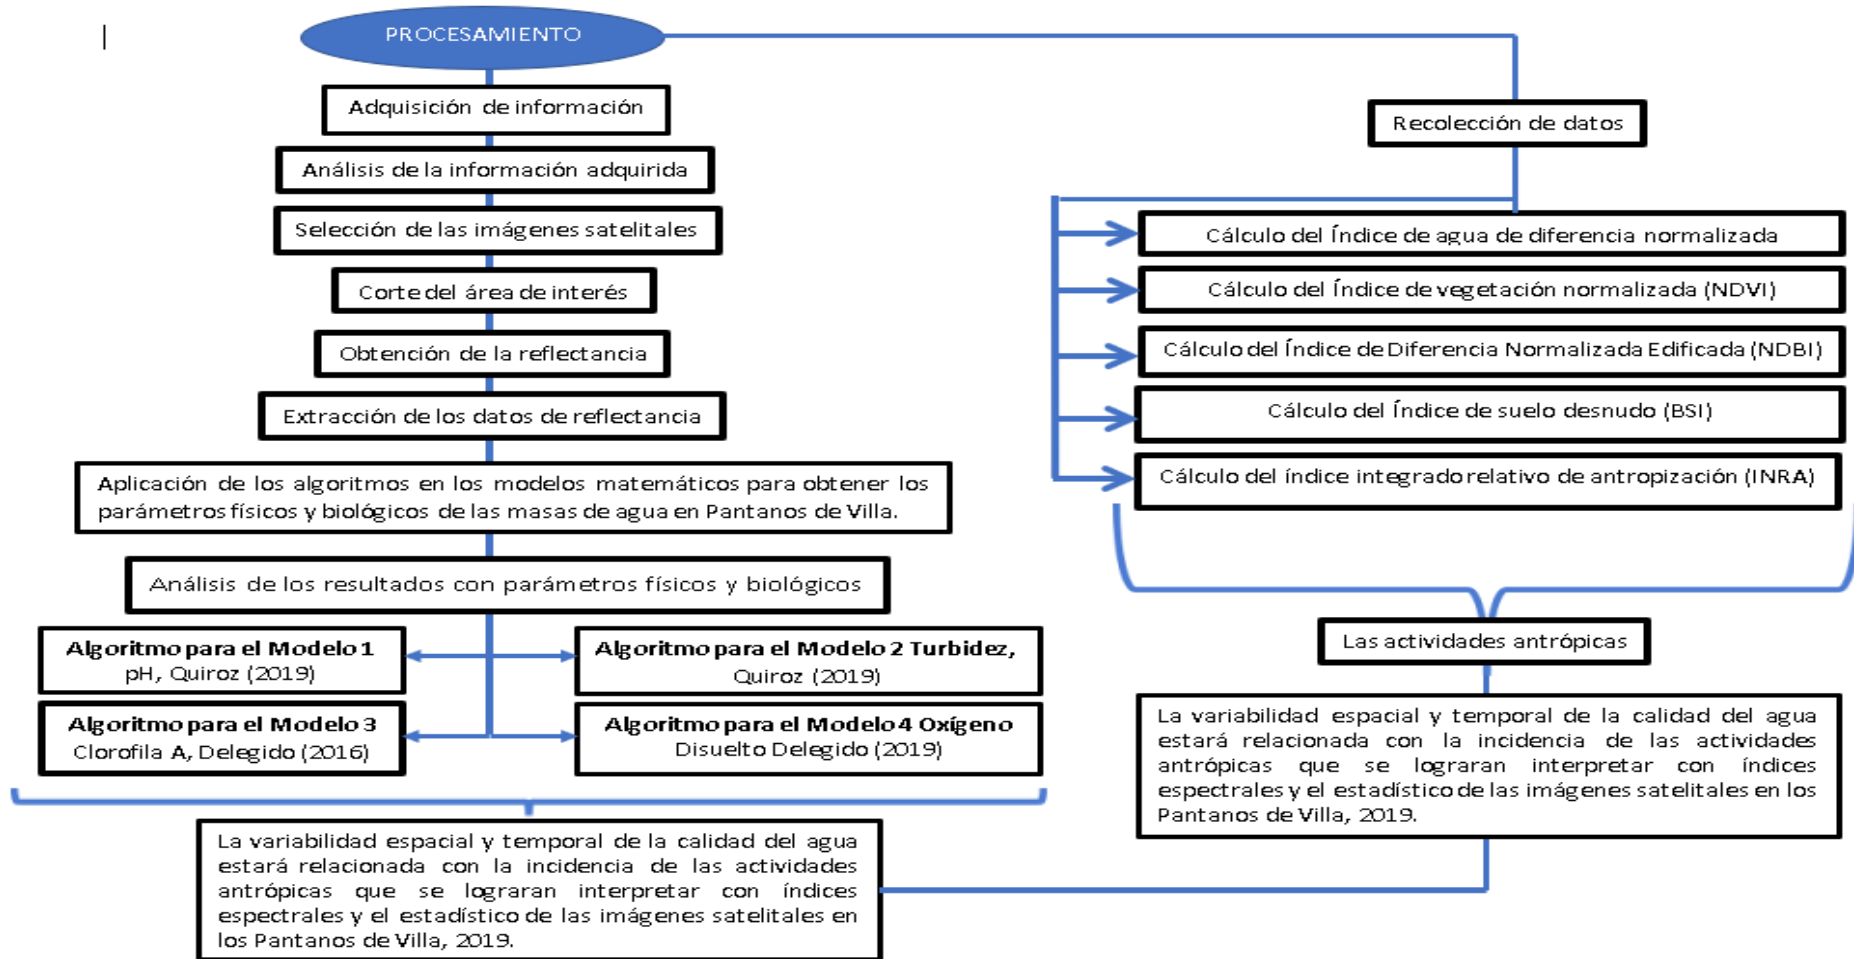 PROCESAMIENTO
Adquisición de información
Análisis de la información adquirida
Selección de las imágenes satelitales
Corte del área de interés
Obtención de la reflectancia
Extracción de los datos de reflectancia
Aplicación de los algoritmos en los modelos matemáticos para obtener los
parámetros físicos y biológicos de las masas de agua en Pantanos de Villa.
Análisis de los resultados con parámetros físicos y biológicos
Algoritmo para el Modelo 1
pH, Quiroz (2019)
Algoritmo para el Modelo 2 Turbidez,
Quiroz (2019)
Algoritmo para el Modelo 3
Clorofila A, Delegido (2016)
Algoritmo para el Modelo 4 Oxígeno
Disuelto Delegido (2019)
La variabilidad espacial y temporal de la calidad del agua
estará relacionada con la incidencia de las actividades
antrópicas que se lograran interpretar con índices
espectrales y el estadístico de las imágenes satelitales en
los Pantanos de Villa, 2019.
Recolección de datos
Cálculo del Índice de agua de diferencia normalizada
Cálculo del Índice de vegetación normalizada (NDVI)
Cálculo del Índice de Diferencia Normalizada Edificada (NDBI)
Cálculo del Índice de suelo desnudo (BSI)
Cálculo del índice integrado relativo de antropización (INRA)
Las actividades antrópicas
La variabilidad espacial y temporal de la calidad del agua
estará relacionada con la incidencia de las actividades
antrópicas que se lograran interpretar con índices
espectrales y el estadístico de las imágenes satelitales en los
Pantanos de Villa, 2019.